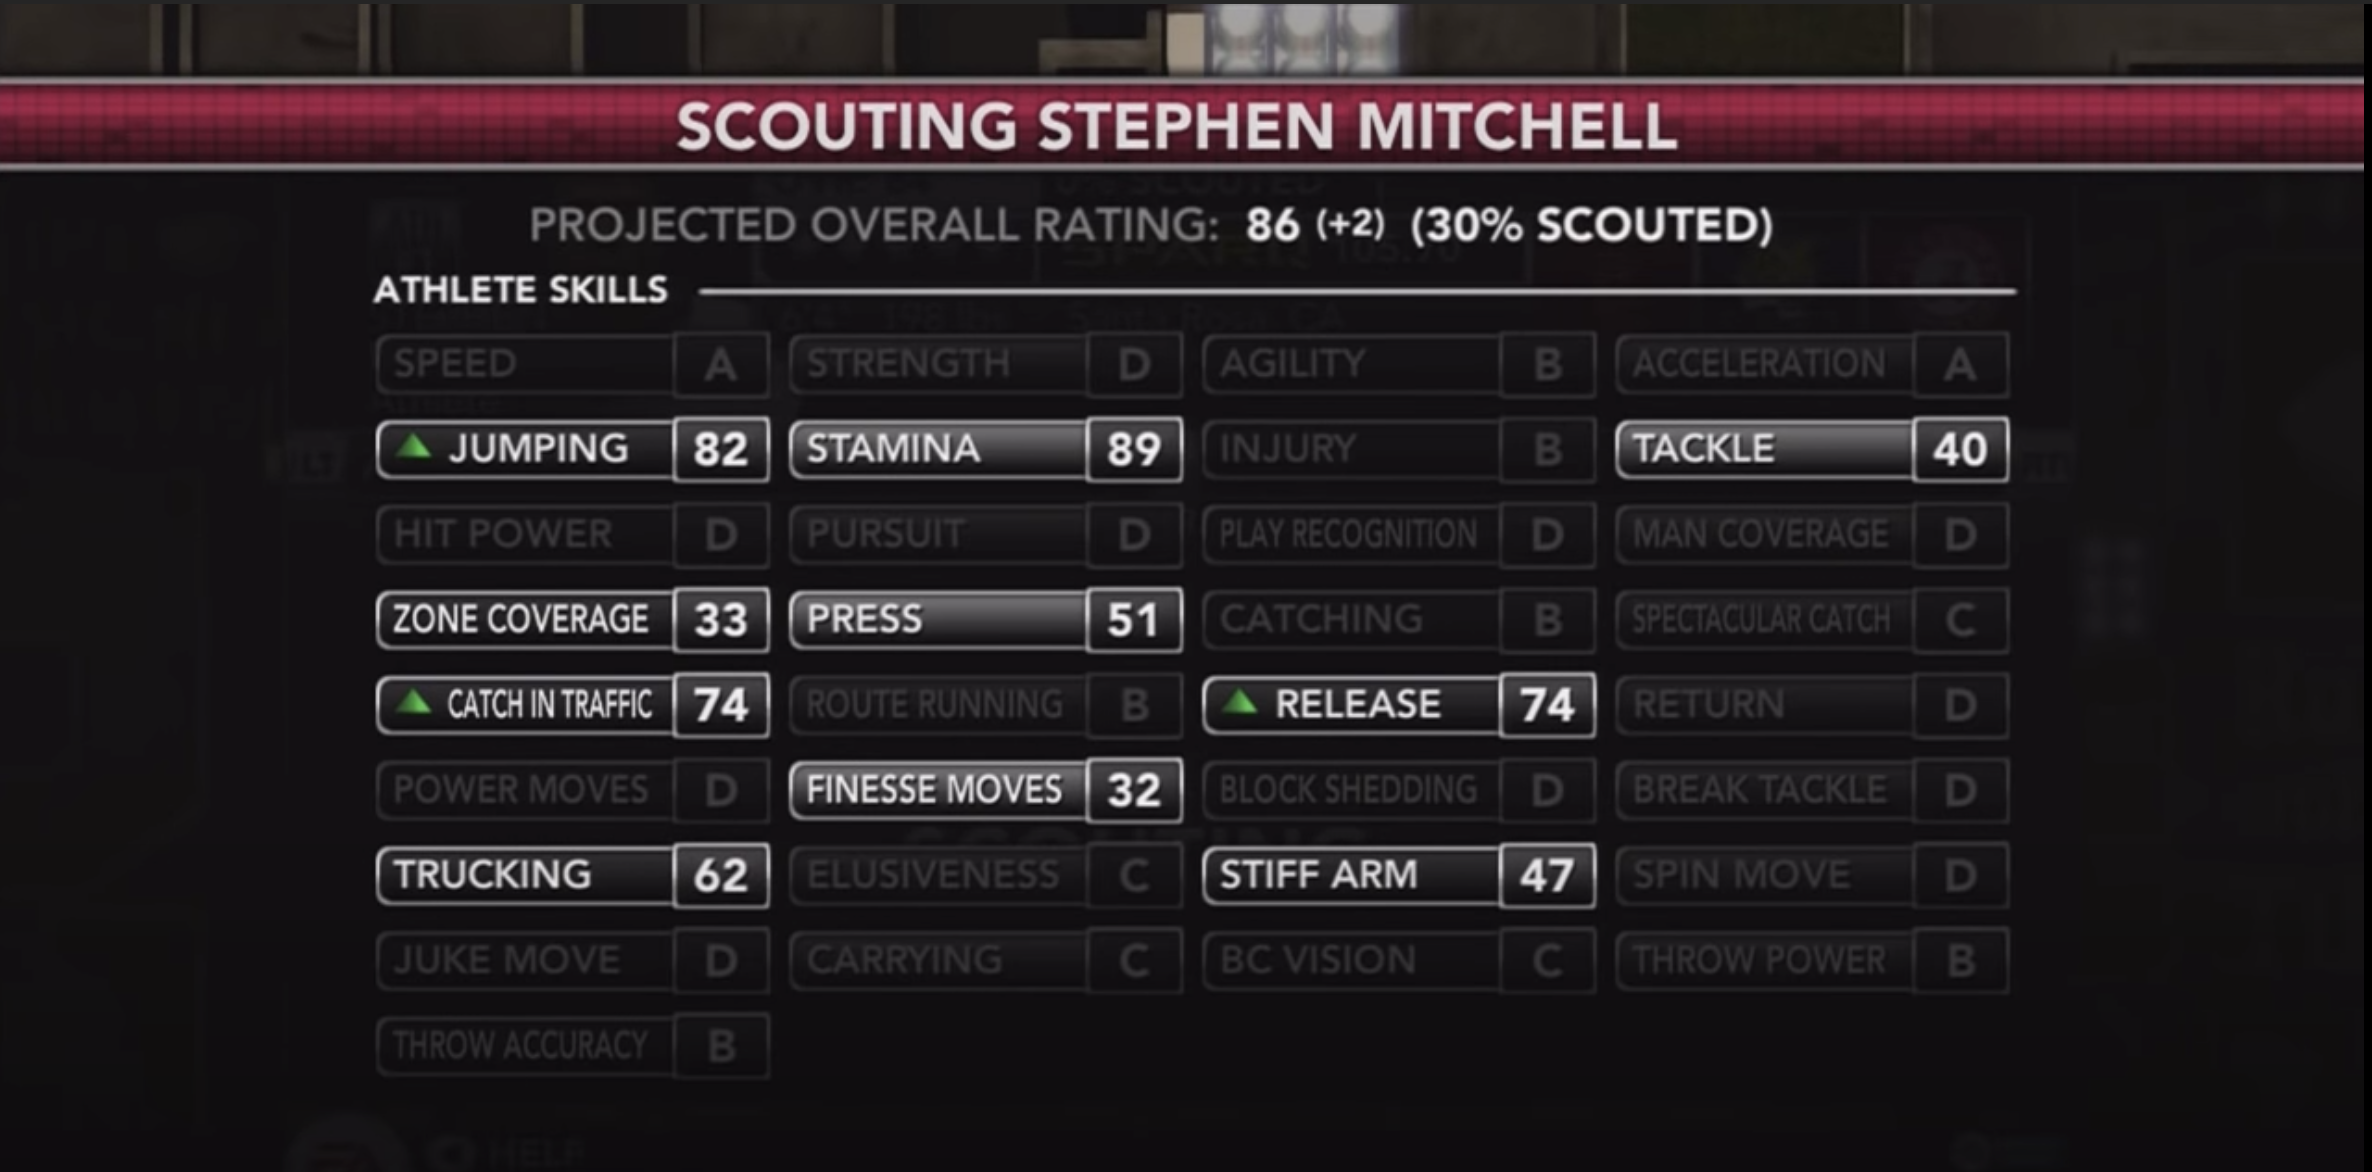 SCOUTING STEPHEN MITCHELL
PROJECTED OVERALL RATING: 86 (+2) (30% SCOUTED)
ATHLETE SKILLS
SPEED A STRENGTH D AGILITY B ACCELERATION A
JUMPING 82 STAMINA 89 INJURY B TACKLE 40
HIT POWER D PURSUIT D PLAY RECOGNITION D MAN COVERAGE D
ZONE COVERAGE 33 PRESS 51 CATCHING B SPECTACULAR CATCH C
CATCH IN TRAFFIC 74 ROUTE RUNNING B RELEASE 74 RETURN D
POWER MOVES D FINESSE MOVES 32 BLOCK SHEDDING D BREAK TACKLE D
TRUCKING 62 ELUSIVENESS C STIFF ARM 47 SPIN MOVE D
JUKE MOVE D CARRYING C BC VISION C THROW POWER B
THROW ACCURACY B
HELP